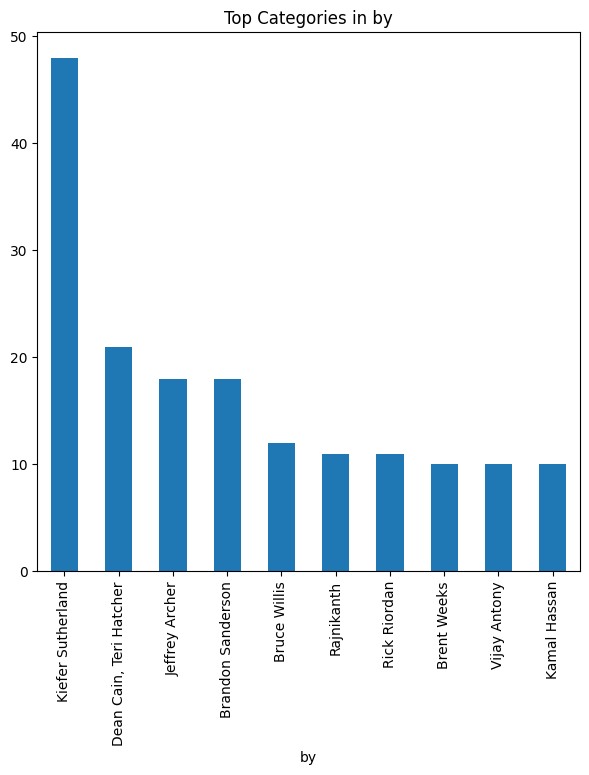 Top Categories in by
50
40
30
20
10
0
Kiefer Sutherland
Dean Cain, Teri Hatcher
Jeffrey Archer
Brandon Sanderson
Bruce Willis
Rajnikanth
Rick Riordan
Brent Weeks
Vijay Antony
Kamal Hassan
by